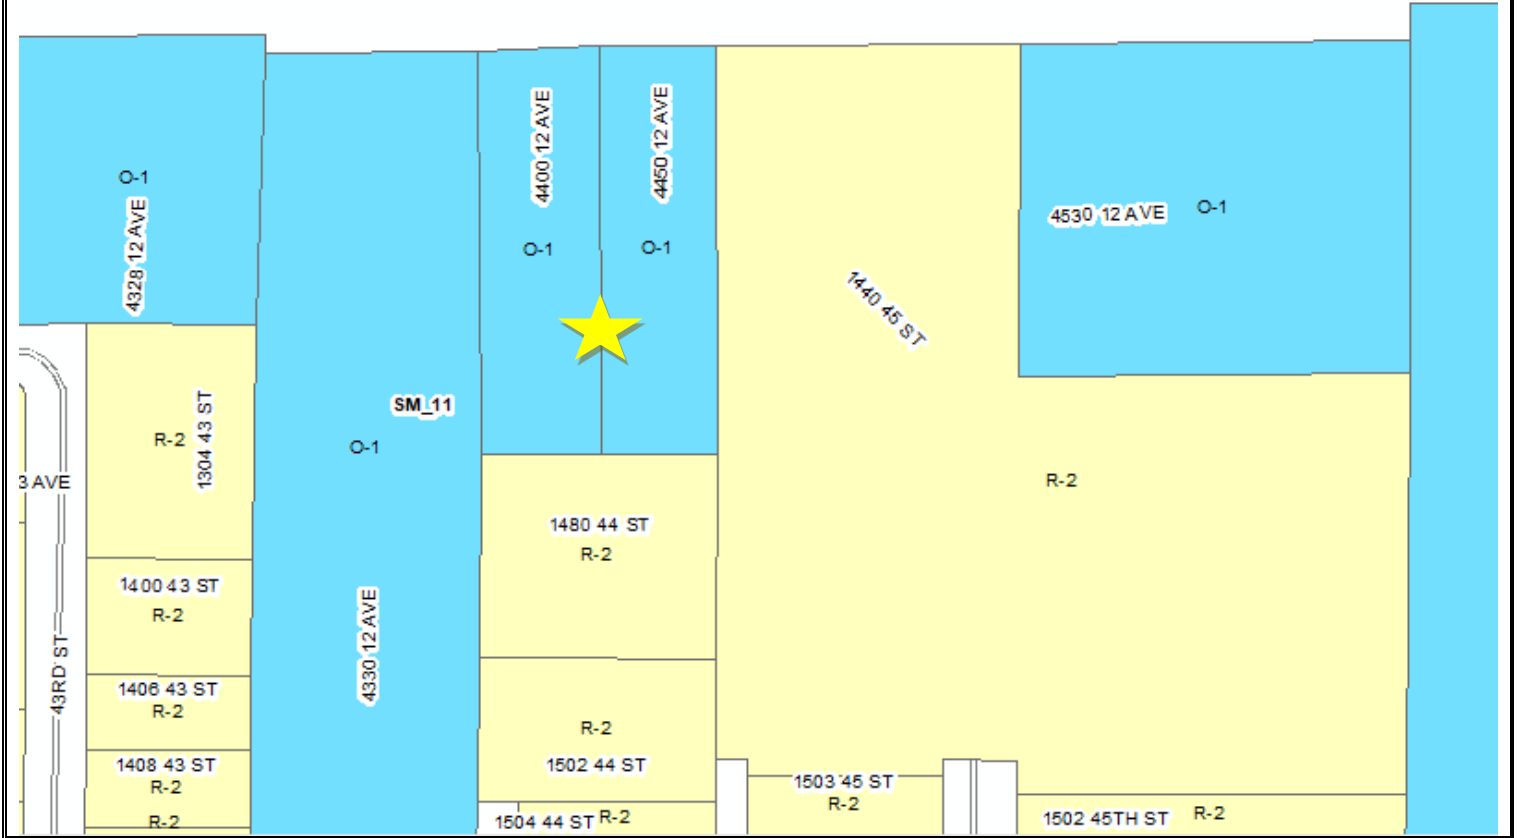 4400 12 AVE
4450 12 AVE
O-1
4328 12 AVE
4530 12 AVE
O-1
O-1
O-1
1440 45 ST
SM_11
1304 43 ST
R-2
O-1
3 AVE
R-2
1480 44 ST
R-2
1400 43 ST
R-2
4330 12 AVE
43RD ST
1406 43 ST
R-2
R-2
1502 44 ST
1408 43 ST
R-2
1503 45 ST
R-2
R-2
1504 44 ST
R-2
1502 45TH ST
R-2